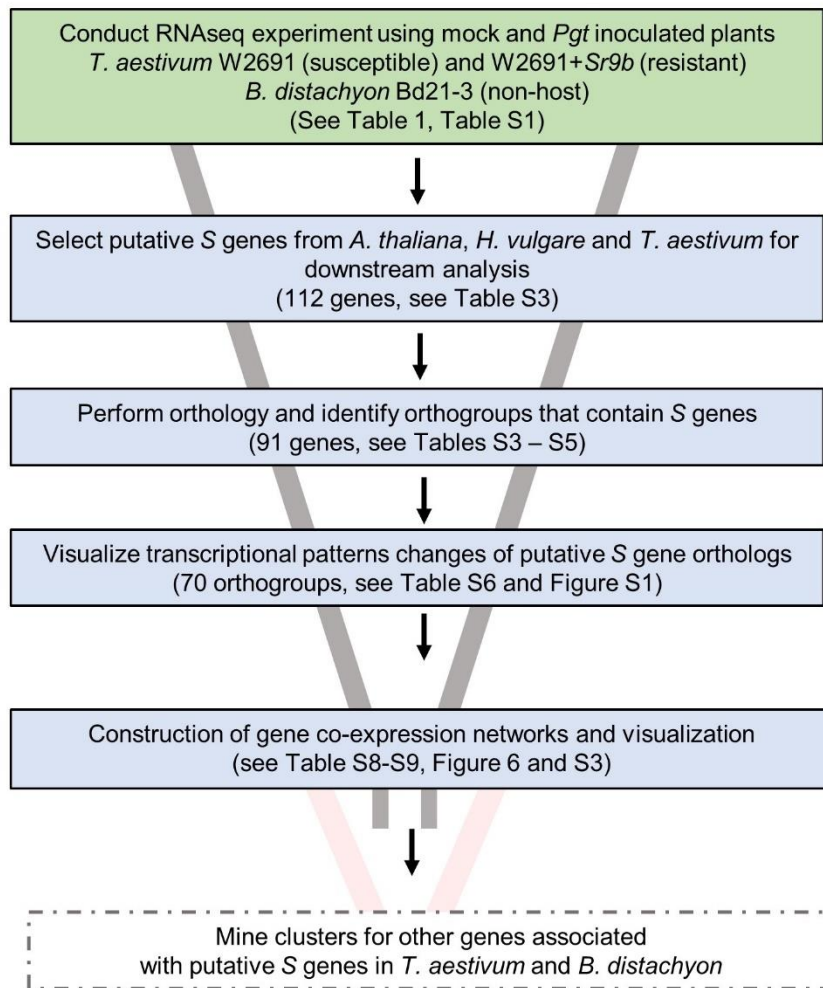 Conduct RNAseq experiment using mock and Pgt inoculated plants
T. aestivum W2691 (susceptible) and W2691+Sr9b (resistant)
B. distachyon Bd21-3 (non-host)
(See Table 1, Table S1)
Select putative S genes from A. thaliana, H. vulgare and T. aestivum for
downstream analysis
(112 genes, see Table S3)
Perform orthology and identify orthogroups that contain S genes
(91 genes, see Tables S3 – S5)
Visualize transcriptional patterns changes of putative S gene orthologs
(70 orthogroups, see Table S6 and Figure S1)
Construction of gene co-expression networks and visualization
(see Table S8-S9, Figure 6 and S3)
Mine clusters for other genes associated
with putative S genes in T. aestivum and B. distachyon